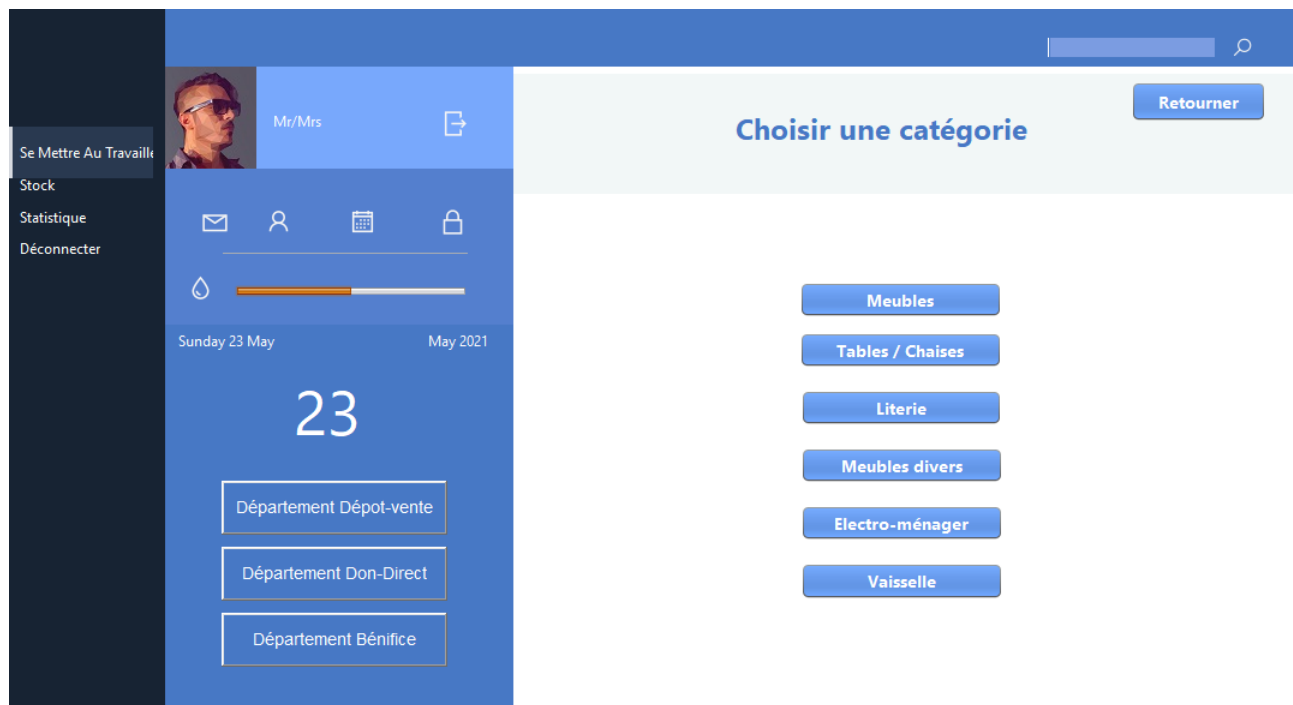 Se Mettre Au Travaille
Stock
Statistique
Déconnecter
Mr/Mrs
Sunday 23 May
May 2021
23
Département Dépot-vente
Département Don-Direct
Département Bénifice
Retourner
Choisir une catégorie
Meubles
Tables / Chaises
Literie
Meubles divers
Electro-ménager
Vaisselle